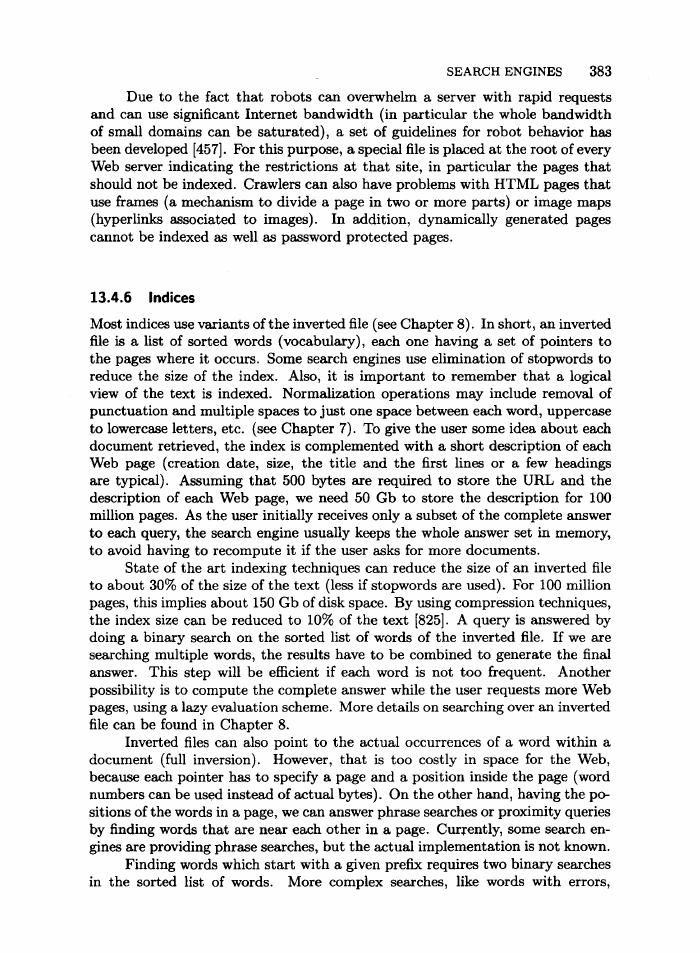 SEARCH ENGINES 383
Due to the fact that robots can overwhelm a server with rapid requests
and can use significant Internet bandwidth (in particular the whole bandwidth
of small domains can be saturated), a set of guidelines for robot behavior has
been developed [457]. For this purpose, a special file is placed at the root of every
Web server indicating the restrictions at that site, in particular the pages that
should not be indexed. Crawlers can also have problems with HTML pages that
use frames (a mechanism to divide a page in two or more parts) or image maps
(hyperlinks associated to images). In addition, dynamically generated pages
cannot be indexed as well as password protected pages.
13.4.6 Indices
Most indices use variants of the inverted file (see Chapter 8). In short, an inverted
file is a list of sorted words (vocabulary), each one having a set of pointers to
the pages where it occurs. Some search engines use elimination of stopwords to
reduce the size of the index. Also, it is important to remember that a logical
view of the text is indexed. Normalization operations may include removal of
punctuation and multiple spaces to just one space between each word, uppercase
to lowercase letters, etc. (see Chapter 7). To give the user some idea about each
document retrieved, the index is complemented with a short description of each
Web page (creation date, size, the title and the first lines or a few headings
are typical). Assuming that 500 bytes are required to store the URL and the
description of each Web page, we need 50 Gb to store the description for 100
million pages. As the user initially receives only a subset of the complete answer
to each query, the search engine usually keeps the whole answer set in memory,
to avoid having to recompute it if the user asks for more documents.
State of the art indexing techniques can reduce the size of an inverted file
to about 30% of the size of the text (less if stopwords are used). For 100 million
pages, this implies about 150 Gb of disk space. By using compression techniques,
the index size can be reduced to 10% of the text [825]. A query is answered by
doing a binary search on the sorted list of words of the inverted file. If we are
searching multiple words, the results have to be combined to generate the final
answer. This step will be efficient if each word is not too frequent. Another
possibility is to compute the complete answer while the user requests more Web
pages, using a lazy evaluation scheme. More details on searching over an inverted
file can be found in Chapter 8.
Inverted files can also point to the actual occurrences of a word within a
document (full inversion). However, that is too costly in space for the Web,
because each pointer has to specify a page and a position inside the page (word
numbers can be used instead of actual bytes). On the other hand, having the po-
sitions of the words in a page, we can answer phrase searches or proximity queries
by finding words that are near each other in a page. Currently, some search en-
gines are providing phrase searches, but the actual implementation is not known.
Finding words which start with a given prefix requires two binary searches
in the sorted list of words. More complex searches, like words with errors,